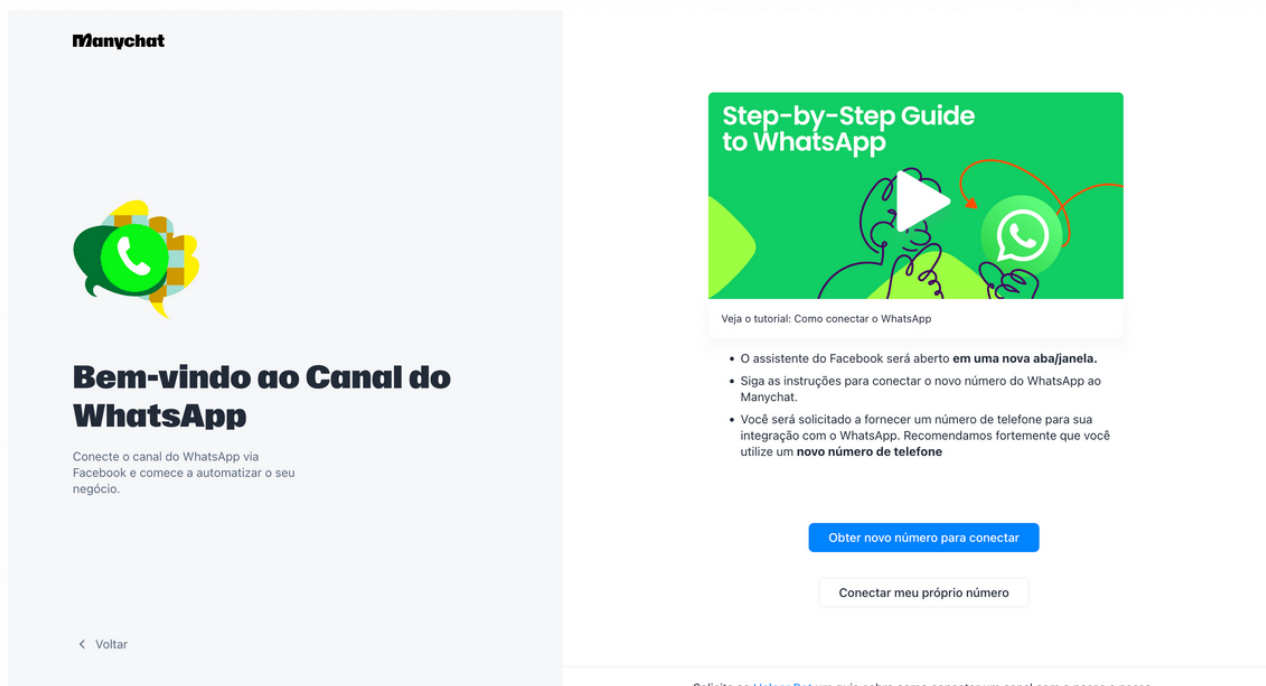 Manychat
Bem-vindo ao Canal do
WhatsApp
Conecte o canal do WhatsApp via
Facebook e comece a automatizar o seu
negócio.
Voltar
Step-by-Step Guide
to WhatsApp
Veja o tutorial: Como conectar o WhatsApp
• O assistente do Facebook será aberto em uma nova aba/janela.
• Siga as instruções para conectar o novo número do WhatsApp ao
Manychat.
• Você será solicitado a fornecer um número de telefone para sua
integração com o WhatsApp. Recomendamos fortemente que você
utilize um novo número de telefone
Obter novo número para conectar
Conectar meu próprio número